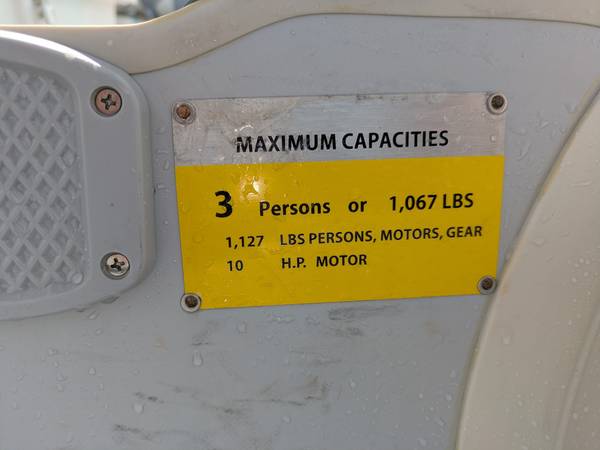 MAXIMUM CAPACITIES
3 Persons or 1,067 LBS
1,127 LBS PERSONS, MOTORS, GEAR
10 H.P. MOTOR